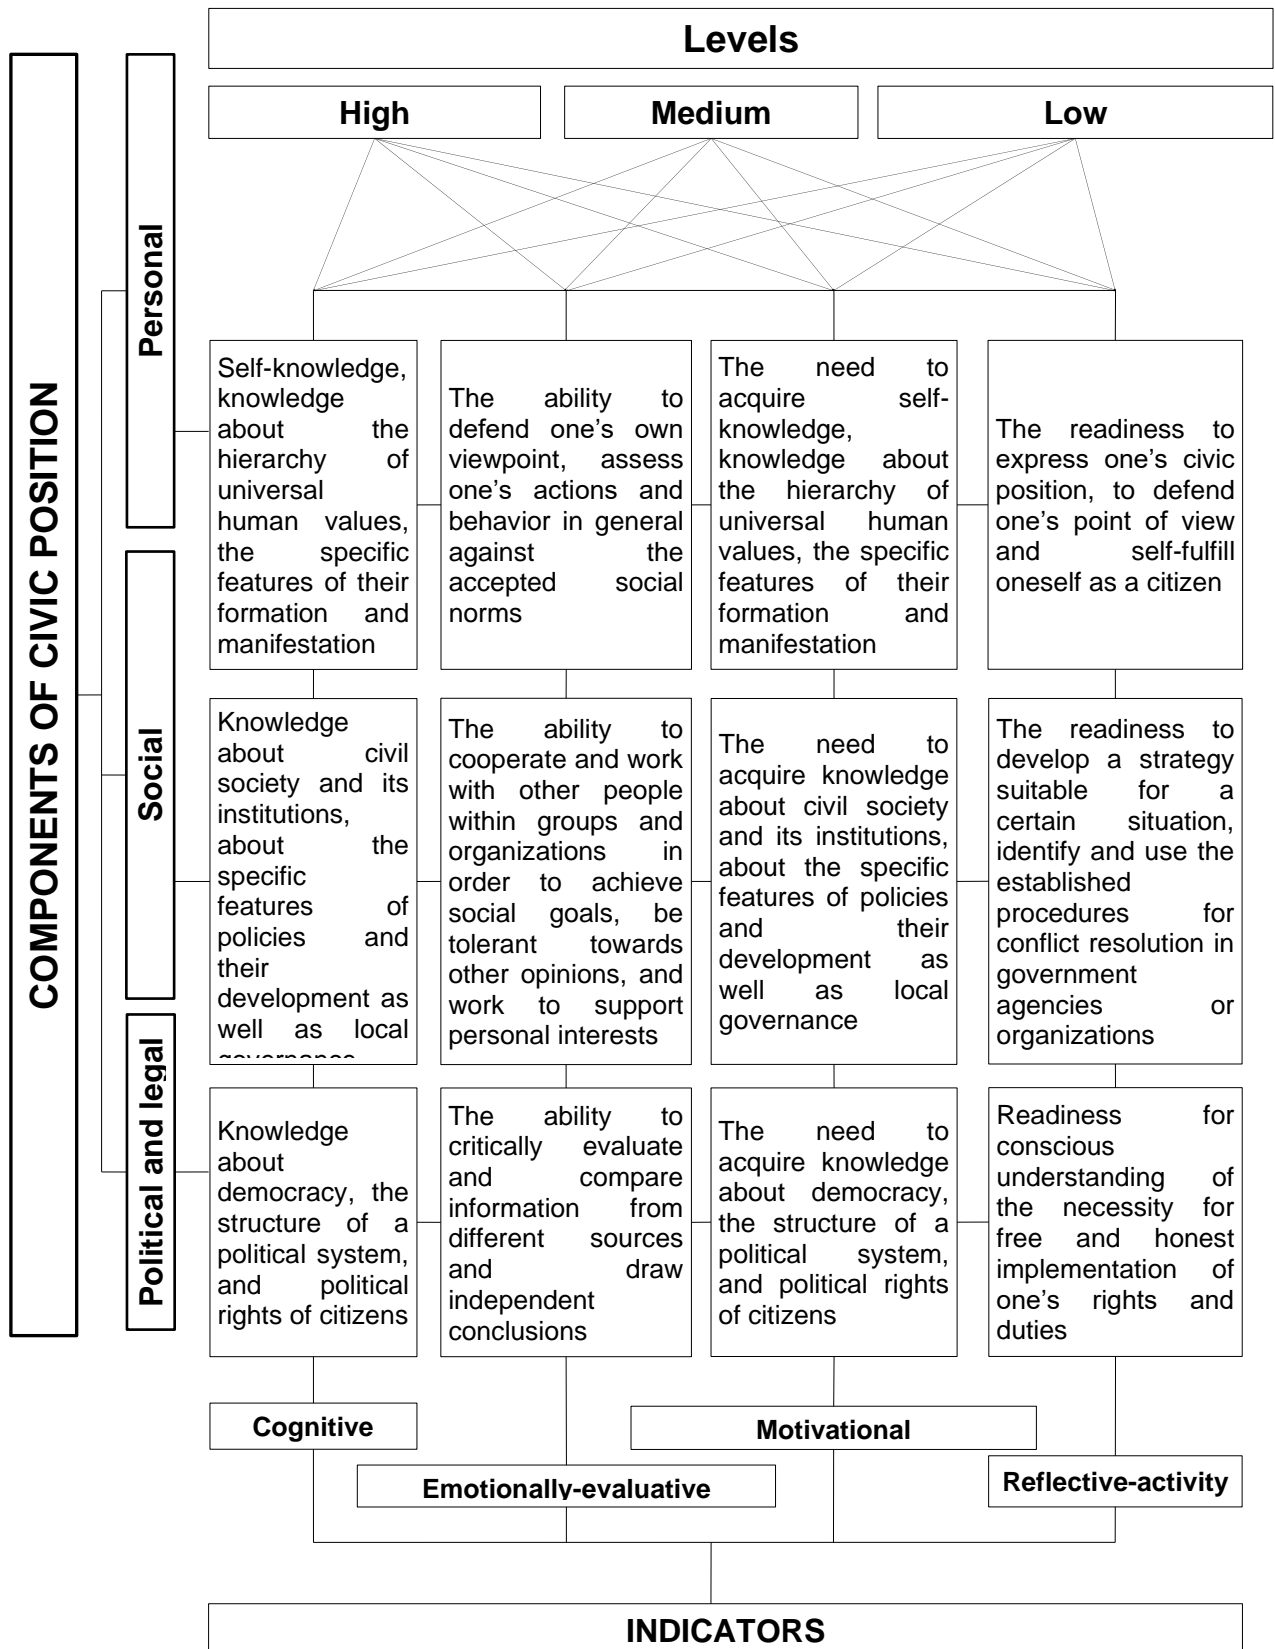 Levels
High
Medium
Low
COMPONENTS OF CIVIC POSITION
Personal
Self-knowledge,
knowledge
about the
hierarchy of
universal
human values,
the specific
features of their
formation and
manifestation
The ability to
defend one’s own
viewpoint, assess
one’s actions and
behavior in general
against the
accepted social
norms
The need to
acquire self-
knowledge,
knowledge about
the hierarchy of
universal human
values, the specific
features of their
formation and
manifestation
The readiness to
express one’s civic
position, to defend
one’s point of view
and self-fulfill
oneself as a citizen
Social
Knowledge
about civil
society and its
institutions,
about the
specific
features of
policies and
their
development as
well as local
governance
The ability to
cooperate and work
with other people
within groups and
organizations in
order to achieve
social goals, be
tolerant towards
other opinions, and
work to support
personal interests
The need to
acquire knowledge
about civil society
and its institutions,
about the specific
features of policies
and their
development as
well as local
governance
The readiness to
develop a strategy
suitable for a
certain situation,
identify and use the
established
procedures for
conflict resolution in
government
agencies or
organizations
Political and legal
Knowledge
about
democracy, the
structure of a
political system,
and political
rights of citizens
The ability to
critically evaluate
and compare
information from
different sources
and draw
independent
conclusions
The need to
acquire knowledge
about democracy,
the structure of a
political system,
and political rights
of citizens
Readiness for
conscious
understanding of
the necessity for
free and honest
implementation of
one’s rights and
duties
Cognitive
Motivational
Emotionally-evaluative
Reflective-activity
INDICATORS